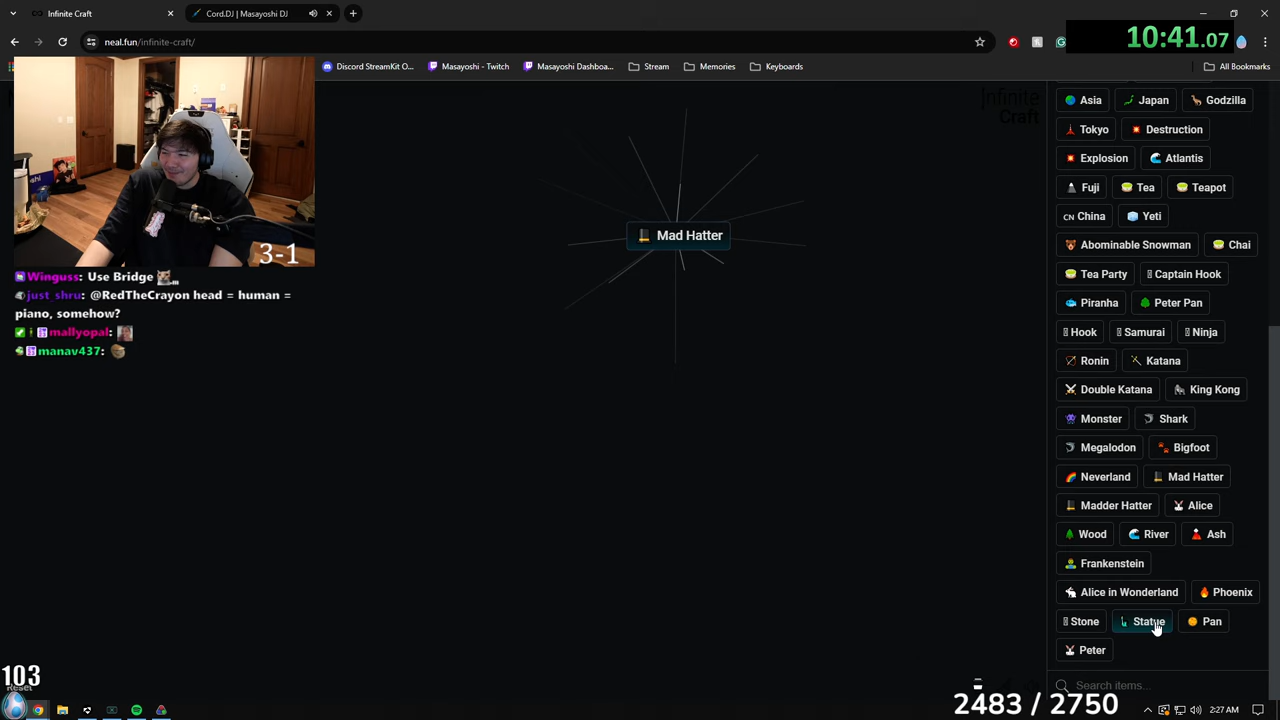 Infinite Craft
Cord.DJ | Masayoshi DJ
10:41.07
neal.fun/infinite-craft/
Discord StreamKit O...
Masayoshi - Twitch
Masayoshi Dashboa...
Stream
Memories
Keyboards
All Bookmarks
Infinite
Craft
Asia
Japan
Godzilla
Tokyo
Destruction
Explosion
Atlantis
Fuji
Tea
Teapot
CN China
Yeti
Abominable Snowman
Chai
Tea Party
Captain Hook
Piranha
Peter Pan
Hook
Samurai
Ninja
Ronin
Katana
Double Katana
King Kong
Monster
Shark
Megalodon
Bigfoot
Neverland
Mad Hatter
Madder Hatter
Alice
Wood
River
Ash
Frankenstein
Alice in Wonderland
Phoenix
Stone
Statue
Pan
Peter
Search items...
Mad Hatter
3-1
Winguss: Use Bridge
just_shru: @RedTheCrayon head = human =
piano, somehow?
mallyopal:
manav437:
103
Reset
2483 / 2750
2:27 AM